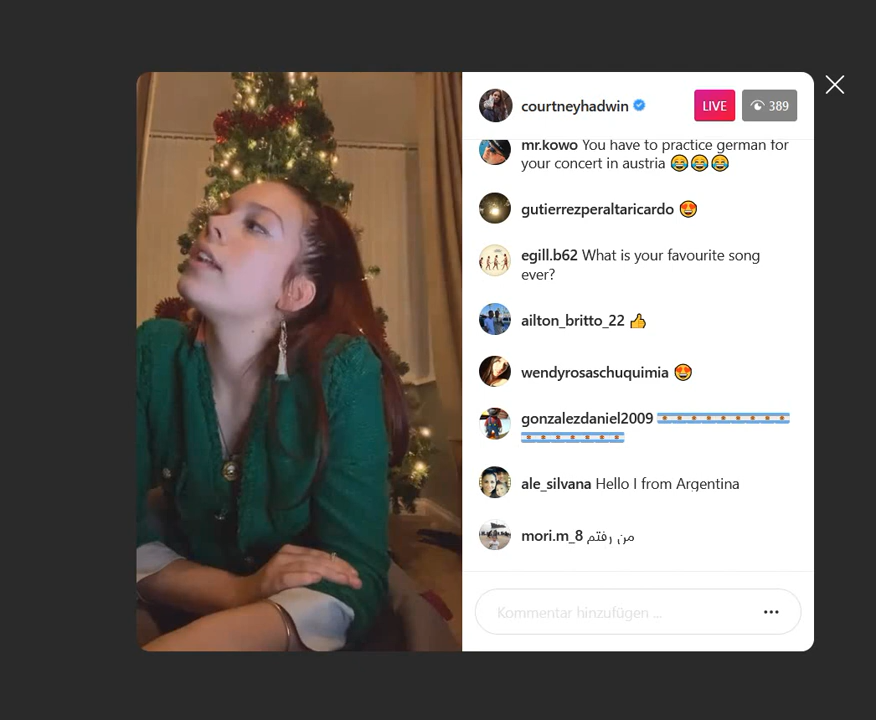 courtneyhadwin
LIVE
389
mr.kowo You have to practice german for
your concert in austria 😂😂😂
gutierrezperaltaricardo 😍
egill.b62 What is your favourite song
ever?
ailton_britto_22 👍
wendyrosaschuquimia 😍
gonzalezdaniel2009 🇦🇷🇦🇷🇦🇷🇦🇷🇦🇷🇦🇷🇦🇷🇦🇷🇦🇷
🇦🇷🇦🇷🇦🇷🇦🇷🇦🇷🇦🇷🇦🇷
ale_silvana Hello I from Argentina
mori.m_8 من رفتم
Kommentar hinzufügen ...